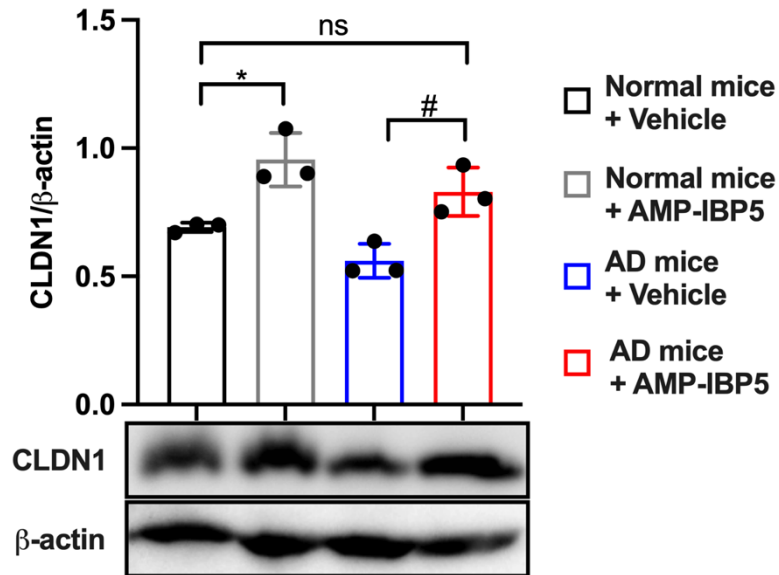 1.5
1.0
0.5
0.0
CLDN1/β-actin
ns
*
#
Normal mice
+ Vehicle
Normal mice
+ AMP-IBP5
AD mice
+ Vehicle
AD mice
+ AMP-IBP5
CLDN1
β-actin